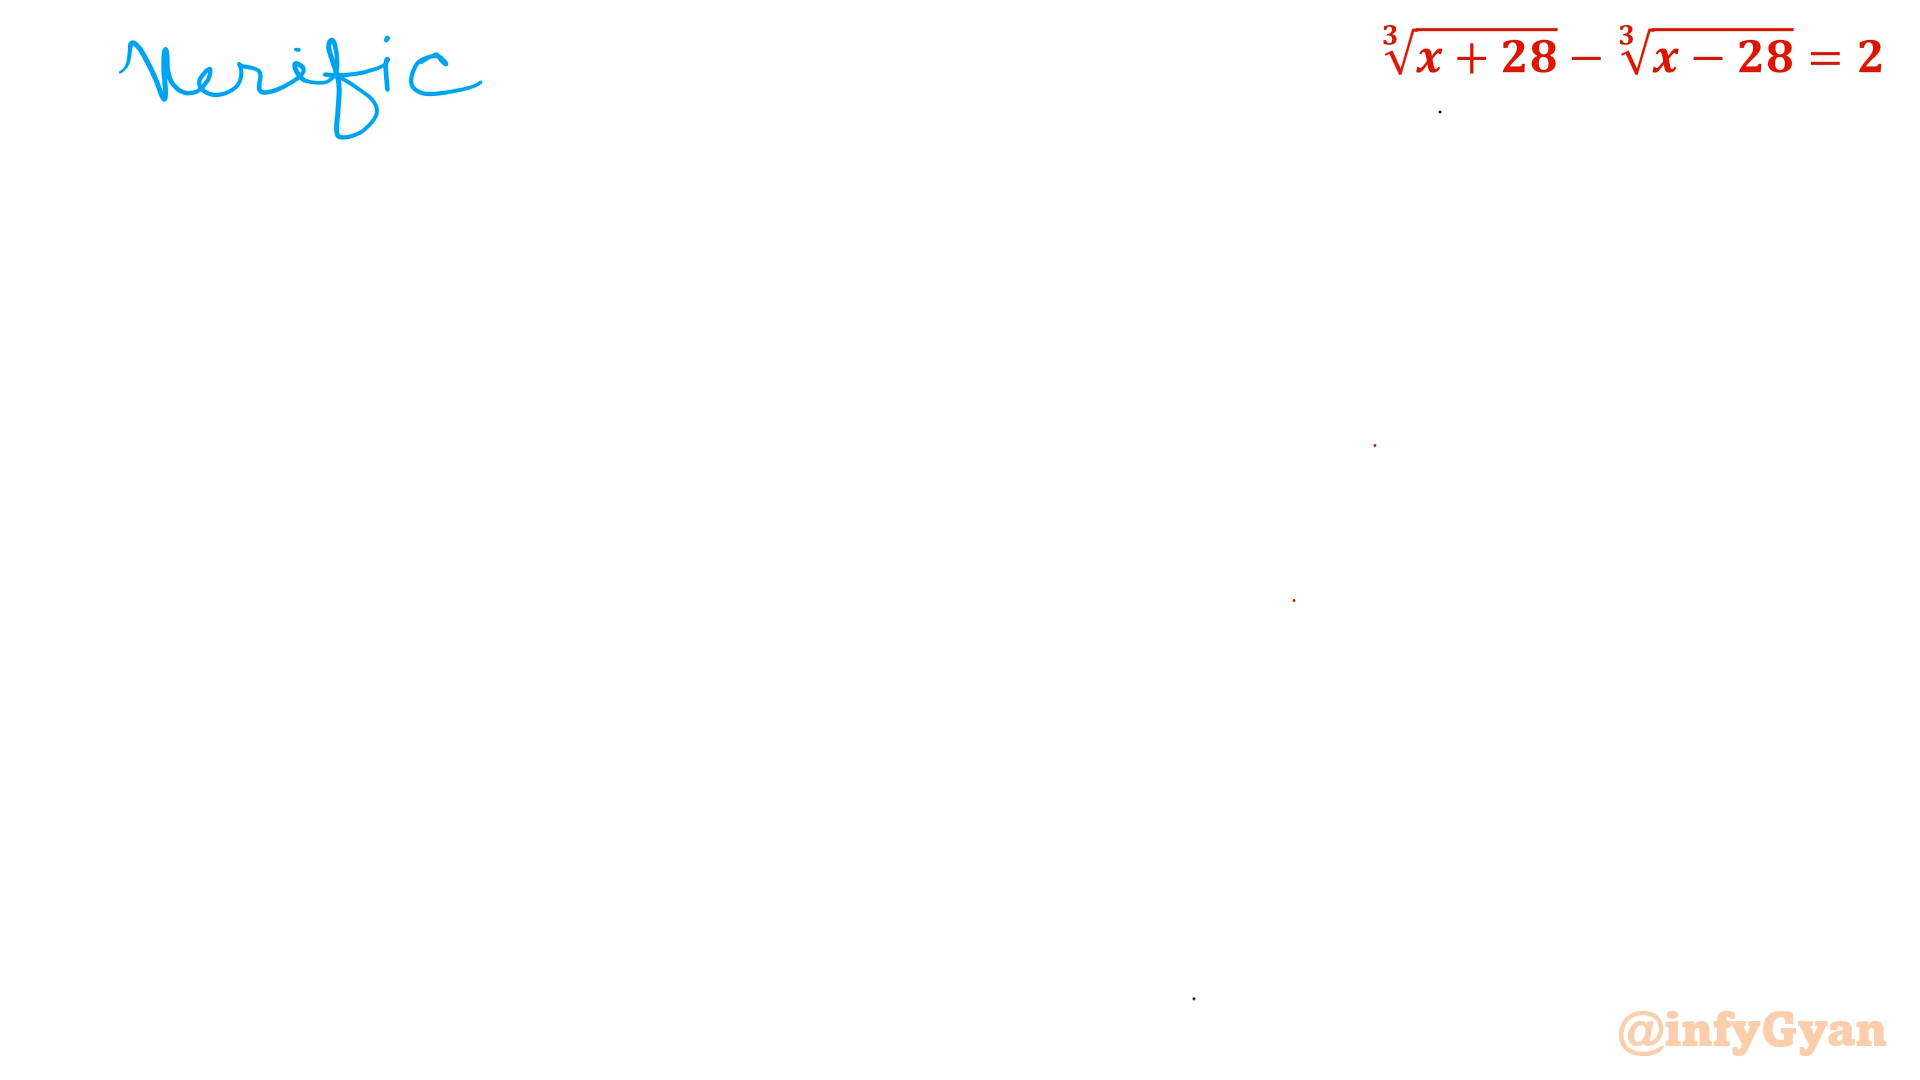 Verific
∛(x + 28) − ∛(x − 28) = 2
@infyGyan